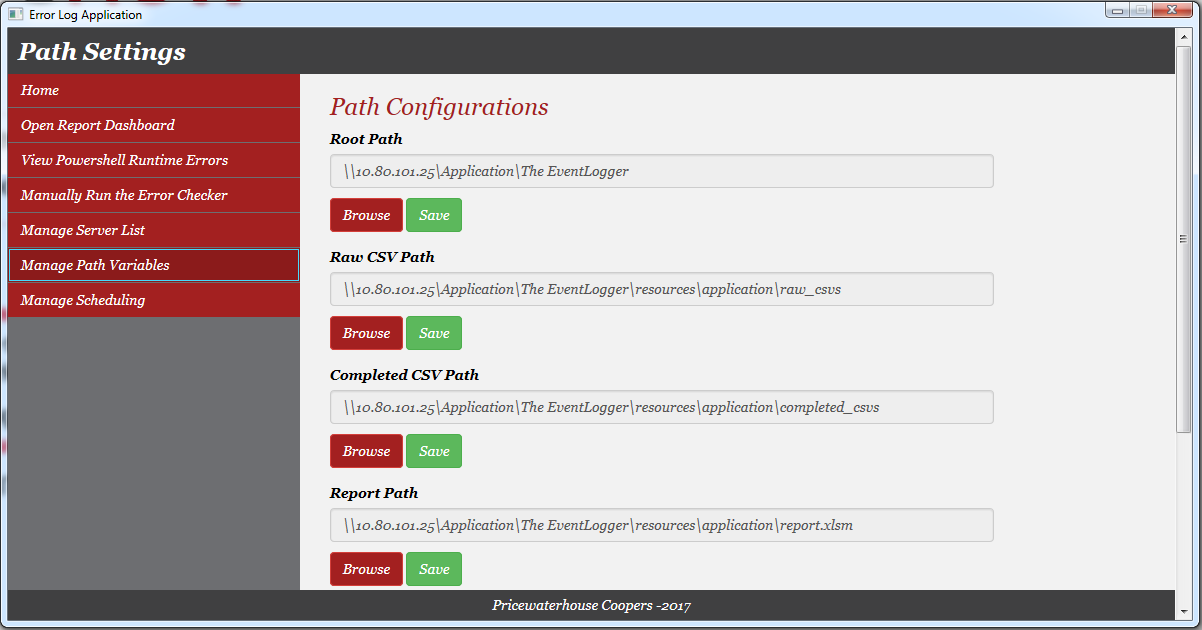 Error Log Application
Path Settings
Home
Open Report Dashboard
View Powershell Runtime Errors
Manually Run the Error Checker
Manage Server List
Manage Path Variables
Manage Scheduling
Path Configurations
Root Path
\\10.80.101.25\Application\The EventLogger
Browse Save
Raw CSV Path
\\10.80.101.25\Application\The EventLogger\resources\application\raw_csvs
Browse Save
Completed CSV Path
\\10.80.101.25\Application\The EventLogger\resources\application\completed_csvs
Browse Save
Report Path
\\10.80.101.25\Application\The EventLogger\resources\application\report.xlsm
Browse Save
Pricewaterhouse Coopers -2017